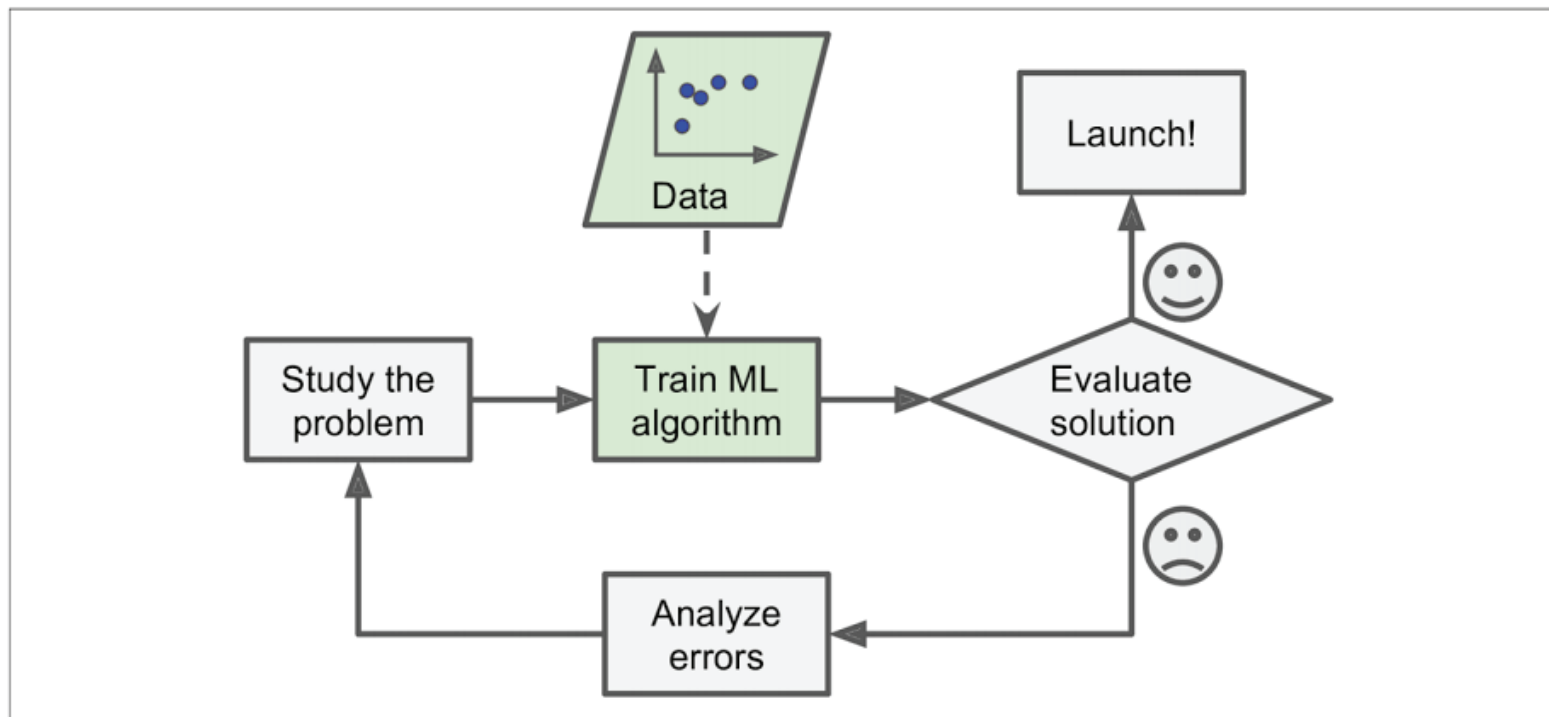 Data
Launch!
Study the
problem
Train ML
algorithm
Evaluate
solution
Analyze
errors